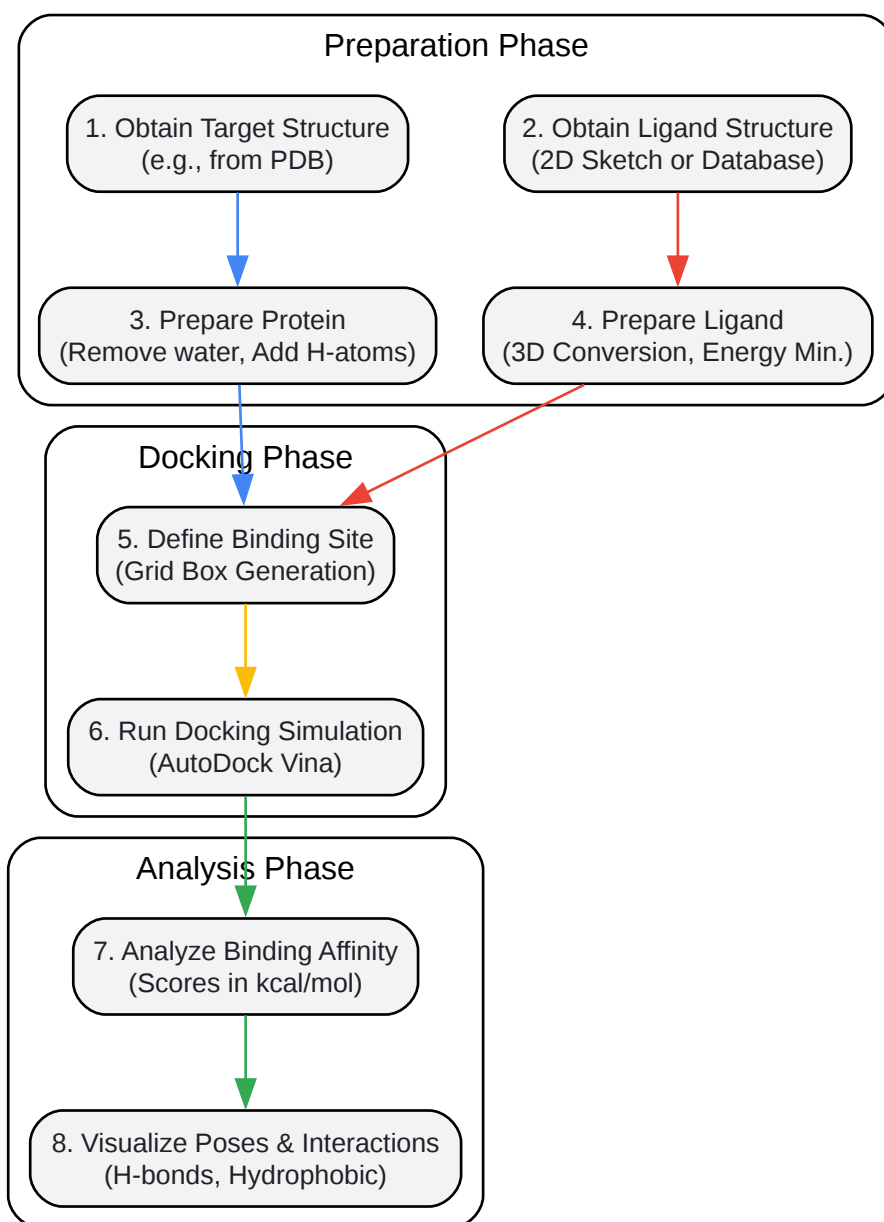 Preparation Phase
1. Obtain Target Structure
(e.g., from PDB)
2. Obtain Ligand Structure
(2D Sketch or Database)
3. Prepare Protein
(Remove water, Add H-atoms)
4. Prepare Ligand
(3D Conversion, Energy Min.)
Docking Phase
5. Define Binding Site
(Grid Box Generation)
6. Run Docking Simulation
(AutoDock Vina)
Analysis Phase
7. Analyze Binding Affinity
(Scores in kcal/mol)
8. Visualize Poses & Interactions
(H-bonds, Hydrophobic)